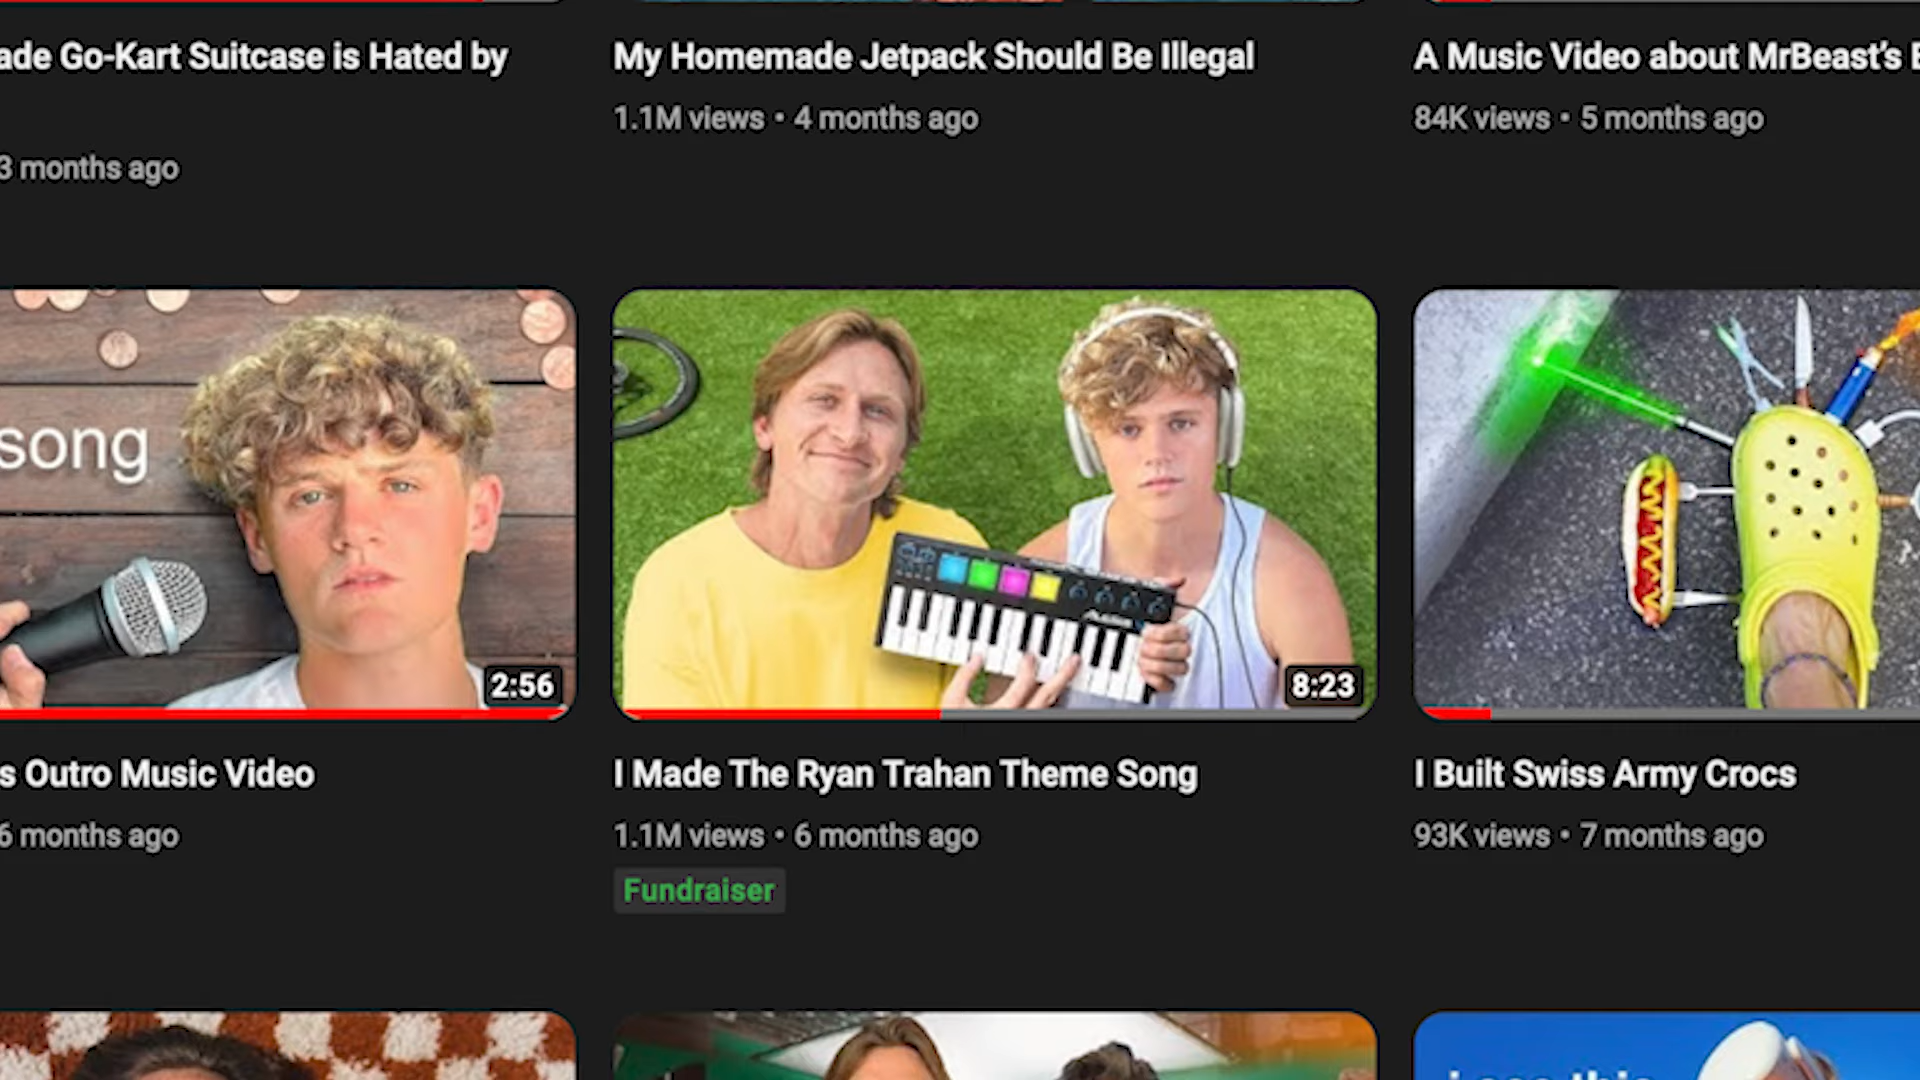 ade Go-Kart Suitcase is Hated by
3 months ago
My Homemade Jetpack Should Be Illegal
1.1M views • 4 months ago
A Music Video about MrBeast's
84K views • 5 months ago
song
2:56
s Outro Music Video
6 months ago
8:23
I Made The Ryan Trahan Theme Song
1.1M views • 6 months ago
Fundraiser
I Built Swiss Army Crocs
93K views • 7 months ago